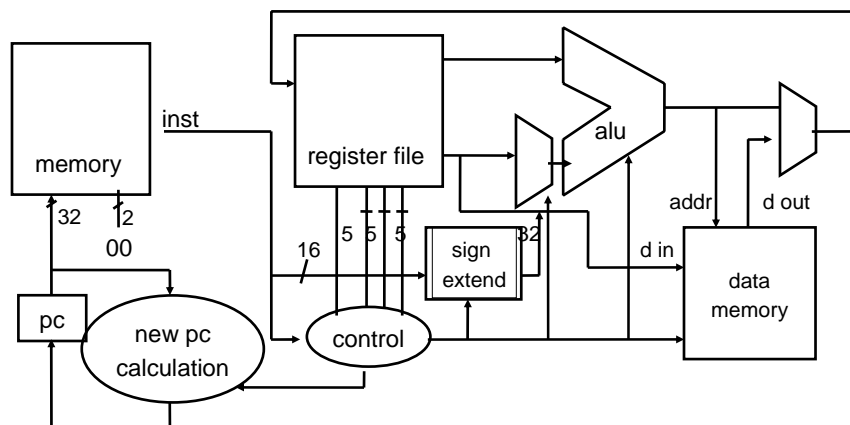 inst
memory
register file
alu
32
2
00
5
5
5
32
addr
d out
16
sign
extend
d in
data
memory
pc
new pc
calculation
control